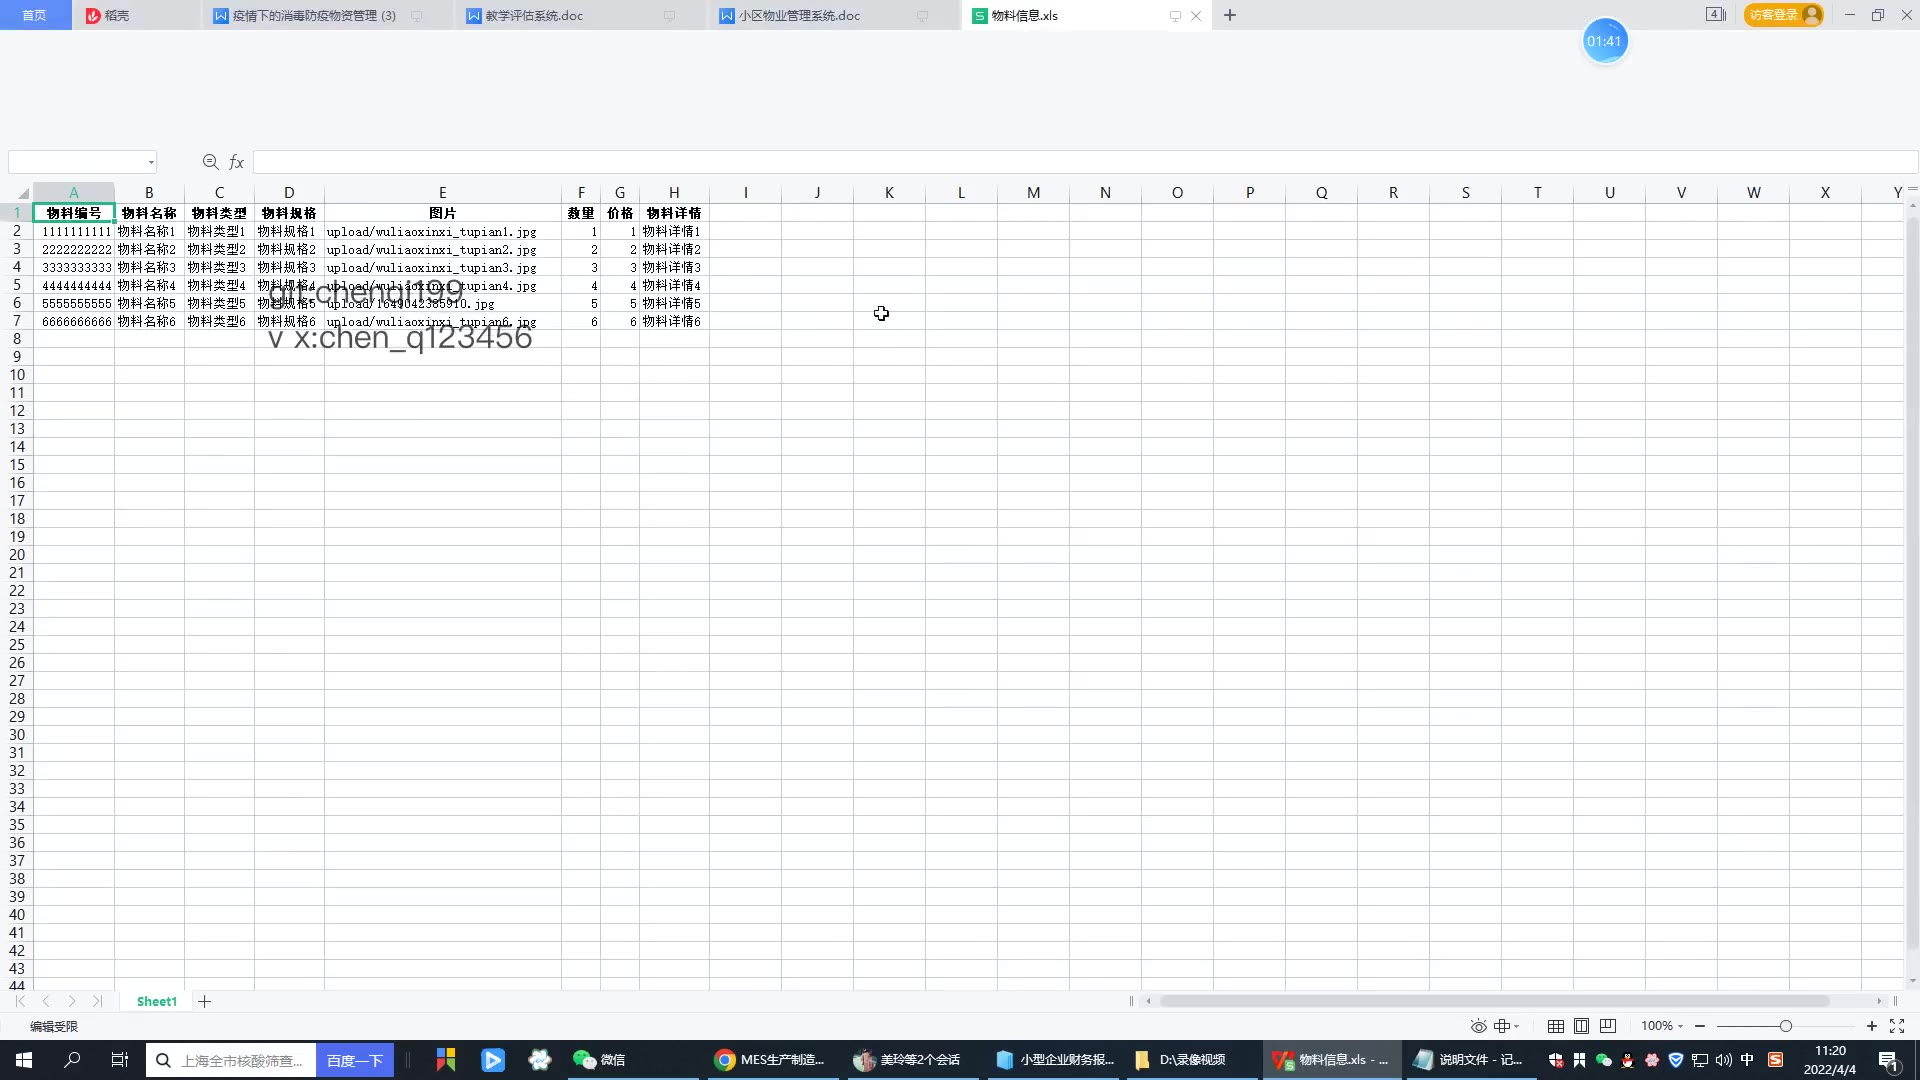 首页
稻壳
疫情下的消毒防疫物资管理 (3)
教学评估系统.doc
小区物业管理系统.doc
物料信息.xls
4
访客登录
01:41
fx
A B C D E F G H I J K L M N O P Q R S T U V W X Y
1 物料编号 物料名称 物料类型 物料规格 图片 数量 价格 物料详情
2 1111111111 物料名称1 物料类型1 物料规格1 upload/wuliaoxinxi_tupian1.jpg 1 1 物料详情1
3 2222222222 物料名称2 物料类型2 物料规格2 upload/wuliaoxinxi_tupian2.jpg 2 2 物料详情2
4 3333333333 物料名称3 物料类型3 物料规格3 upload/wuliaoxinxi_tupian3.jpg 3 3 物料详情3
5 4444444444 物料名称4 物料类型4 物料规格4 upload/wuliaoxinxi_tupian4.jpg 4 4 物料详情4
git:chenqi199
6 5555555555 物料名称5 物料类型5 物料规格5 upload/1649042385910.jpg 5 5 物料详情5
7 6666666666 物料名称6 物料类型6 物料规格6 upload/wuliaoxinxi_tupian6.jpg 6 6 物料详情6
v x:chen_q123456
8
9
10
11
12
13
14
15
16
17
18
19
20
21
22
23
24
25
26
27
28
29
30
31
32
33
34
35
36
37
38
39
40
41
42
43
44
Sheet1
编辑受限
100%
上海全市核酸筛查...
百度一下
微信
MES生产制造...
美玲等2个会话
小型企业财务报...
D:\录像视频
物料信息.xls - ...
说明文件 - 记...
中
11:20
2022/4/4
1